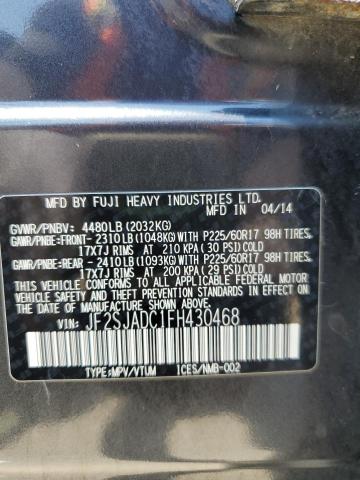 MFD BY FUJI HEAVY INDUSTRIES LTD.
MFD IN 04/14
GVWR/PNBV: 4480LB(2032KG)
GAWR/PNBE:FRONT-2310LB(1048KG)WITH P225/60R17 98H TIRES,
17X7J RIMS AT 210 KPA(30 PSI)COLD
GAWR/PNBE:REAR -2410LB(1093KG)WITH P225/60R17 98H TIRES,
17X7J RIMS AT 200 KPA(29 PSI)COLD
THIS VEHICLE CONFORMS TO ALL APPLICABLE FEDERAL MOTOR
VEHICLE SAFETY, BUMPER, AND THEFT PREVENTION STANDARDS IN
EFFECT ON THE DATE OF MANUFACTURE SHOWN ABOVE.
VIN: JF2SJADC1FH430468
TYPE:MPV/VTUM ICES/NMB-002